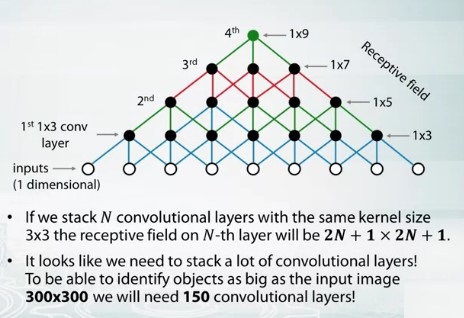 4th
1x9
3rd
1x7
Receptive field
2nd
1x5
1st 1x3 conv
layer
1x3
inputs
(1 dimensional)
• If we stack N convolutional layers with the same kernel size
3x3 the receptive field on N-th layer will be 2N + 1 × 2N + 1.
• It looks like we need to stack a lot of convolutional layers!
To be able to identify objects as big as the input image
300x300 we will need 150 convolutional layers!